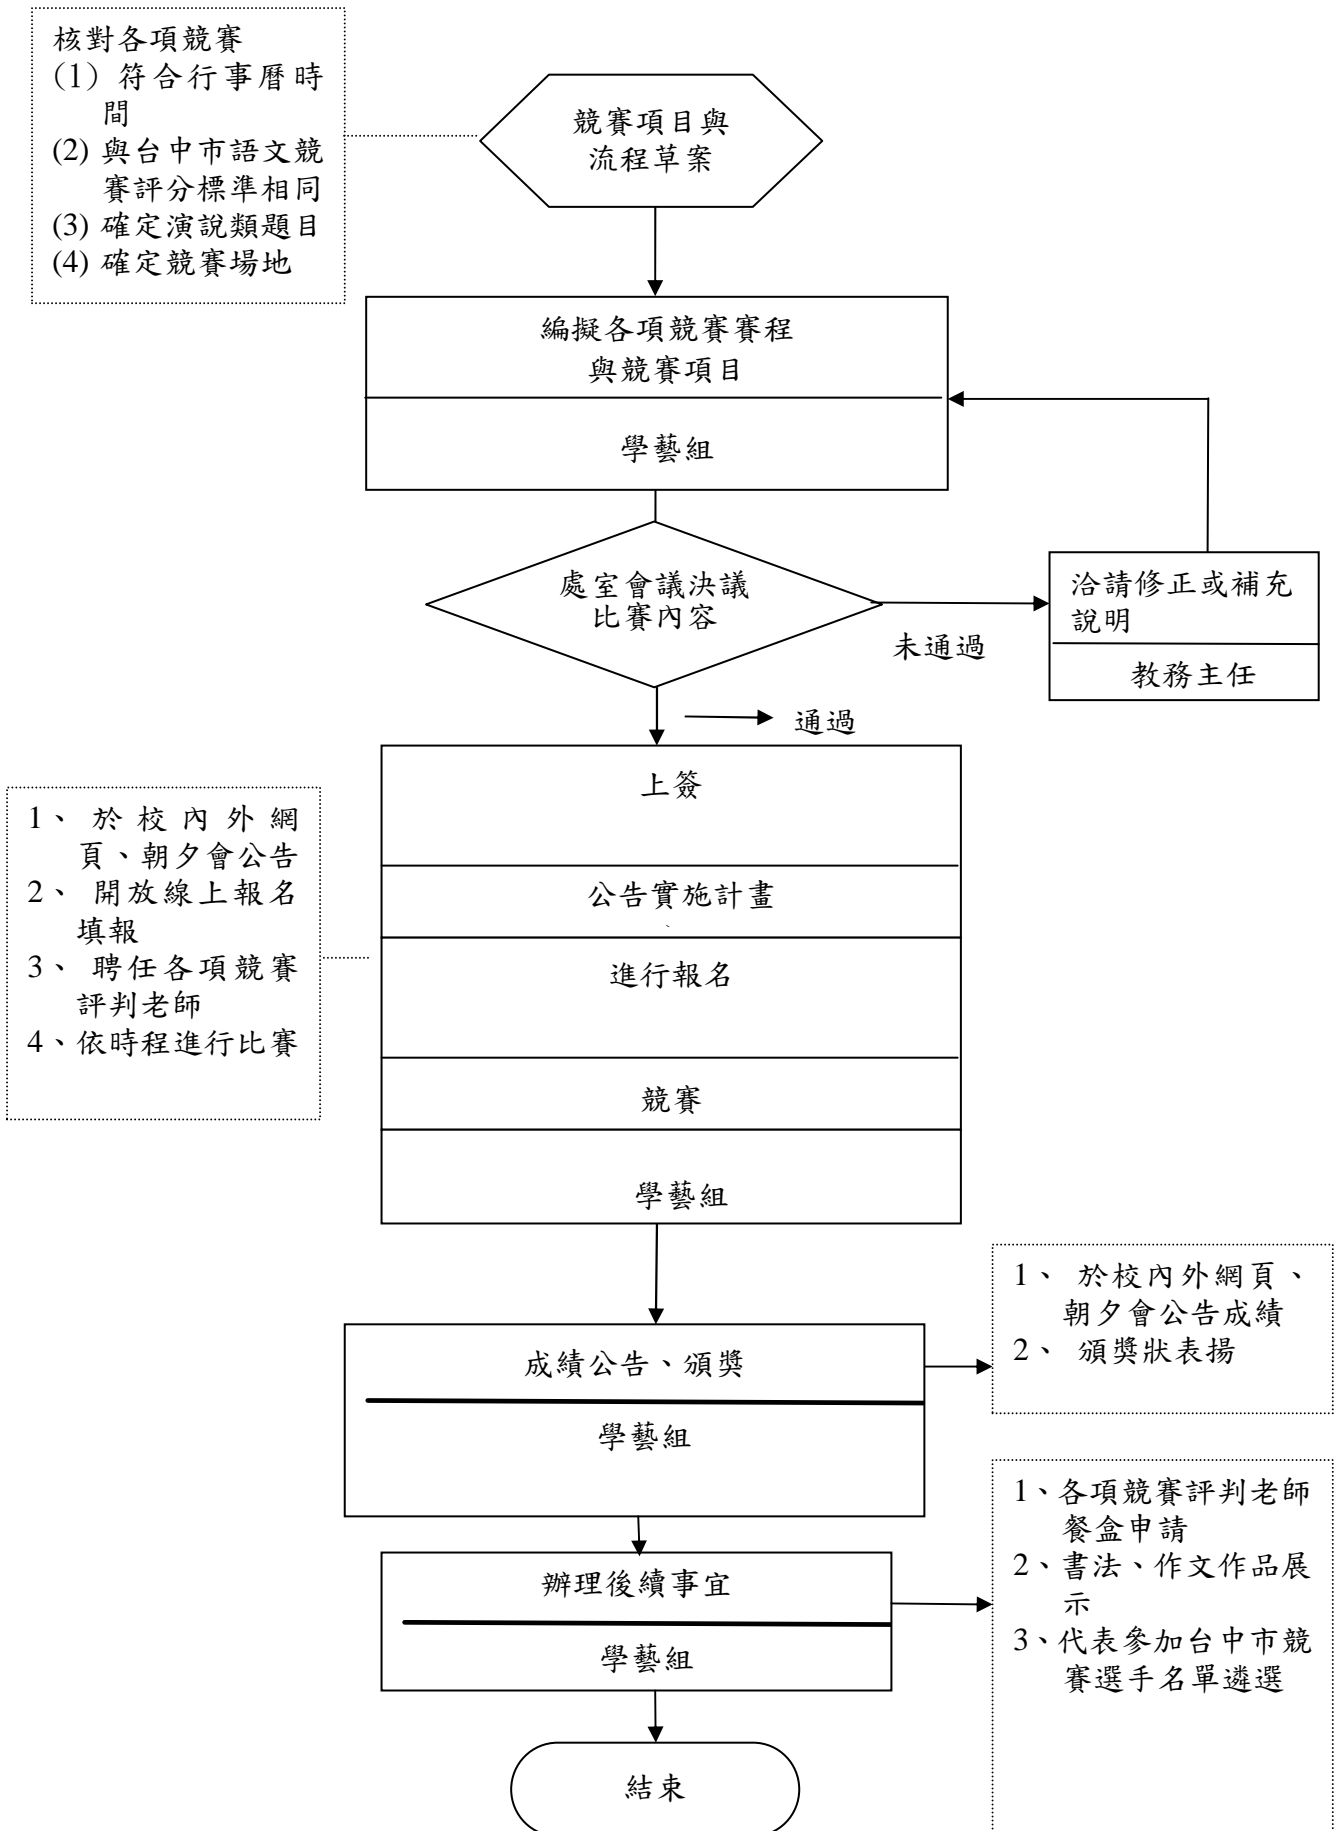 核對各項競賽
(1) 符合行事曆時
間
(2) 與台中市語文競
賽評分標準相同
(3) 確定演說類題目
(4) 確定競賽場地
競賽項目與
流程草案
編擬各項競賽賽程
與競賽項目
學藝組
處室會議決議
比賽內容
未通過
洽請修正或補充
說明
教務主任
通過
上簽
公告實施計畫
、
進行報名
競賽
學藝組
1、 於校內外網
頁、朝夕會公告
2、 開放線上報名
填報
3、 聘任各項競賽
評判老師
4、依時程進行比賽
成績公告、頒獎
學藝組
1、 於校內外網頁、
朝夕會公告成績
2、 頒獎狀表揚
辦理後續事宜
學藝組
1、各項競賽評判老師
餐盒申請
2、書法、作文作品展
示
3、代表參加台中市競
賽選手名單遴選
結束